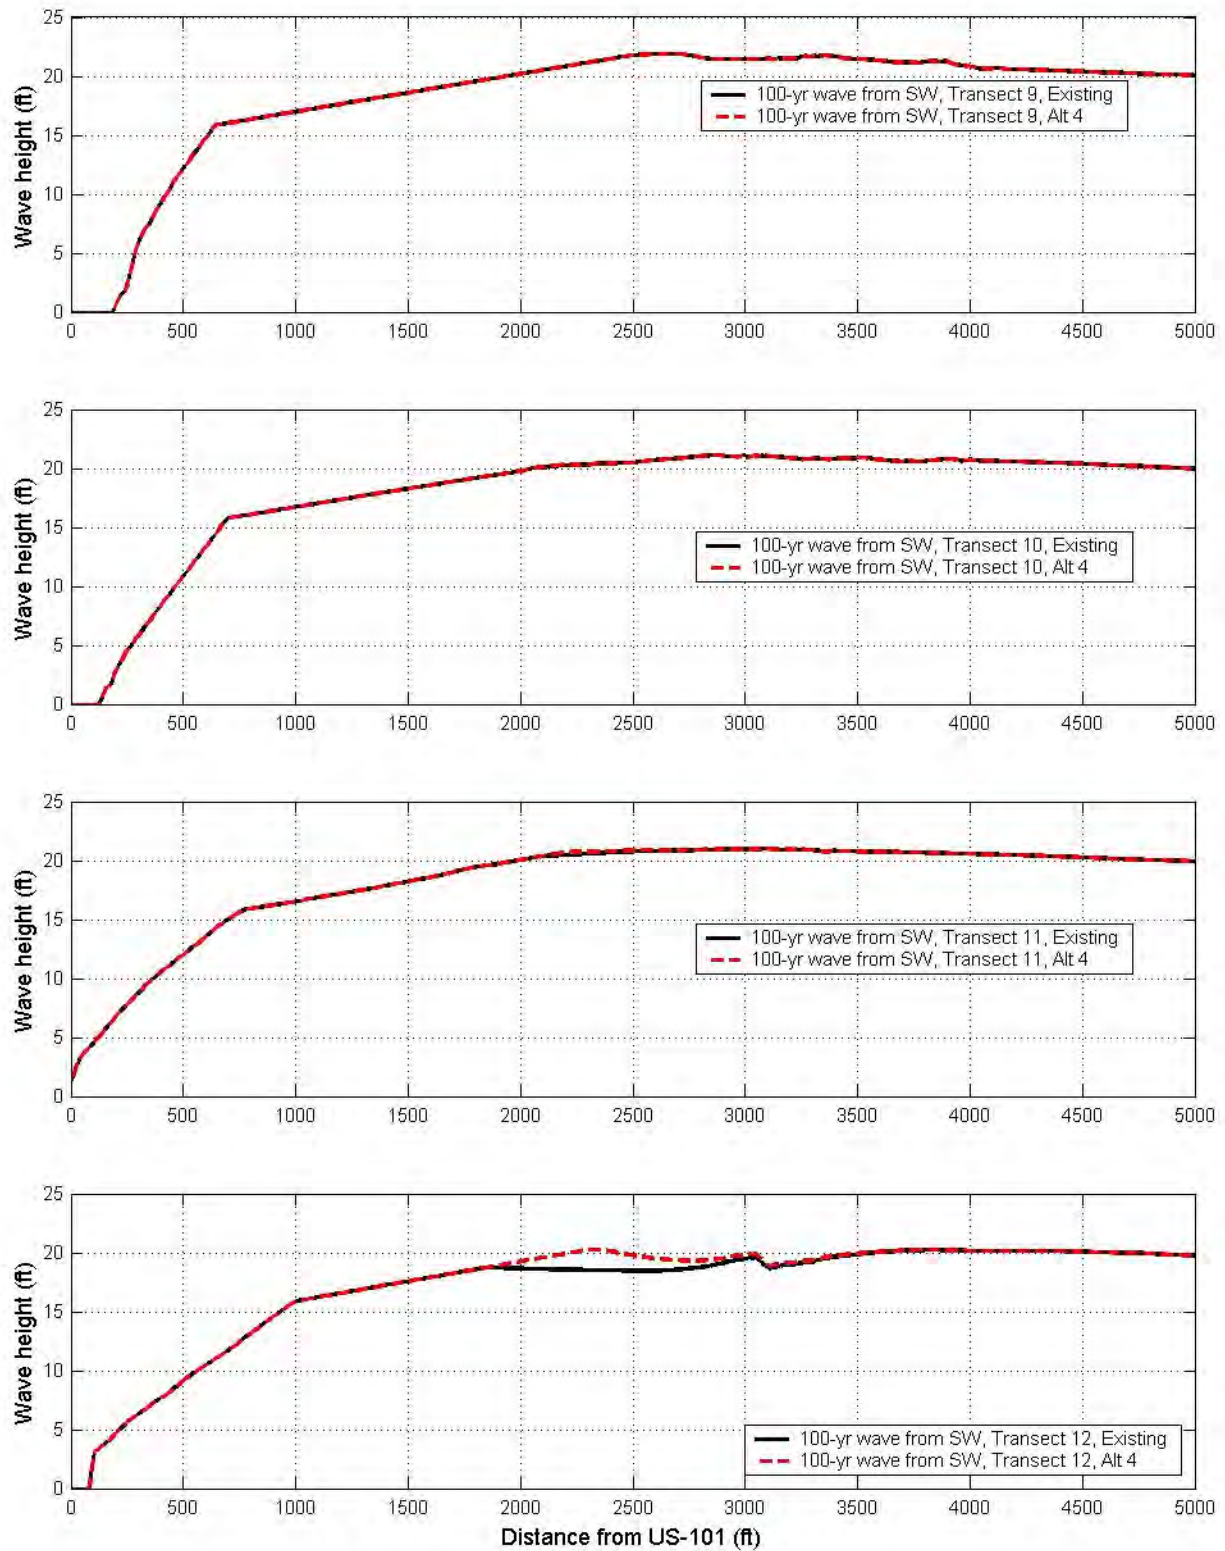 25
20
15
10
5
0
Wave height (ft)
100-yr wave from SW, Transect 9, Existing
100-yr wave from SW, Transect 9, Alt 4
0 500 1000 1500 2000 2500 3000 3500 4000 4500 5000
25
20
15
10
5
0
Wave height (ft)
100-yr wave from SW, Transect 10, Existing
100-yr wave from SW, Transect 10, Alt 4
0 500 1000 1500 2000 2500 3000 3500 4000 4500 5000
25
20
15
10
5
0
Wave height (ft)
100-yr wave from SW, Transect 11, Existing
100-yr wave from SW, Transect 11, Alt 4
0 500 1000 1500 2000 2500 3000 3500 4000 4500 5000
25
20
15
10
5
0
Wave height (ft)
100-yr wave from SW, Transect 12, Existing
100-yr wave from SW, Transect 12, Alt 4
0 500 1000 1500 2000 2500 3000 3500 4000 4500 5000
Distance from US-101 (ft)